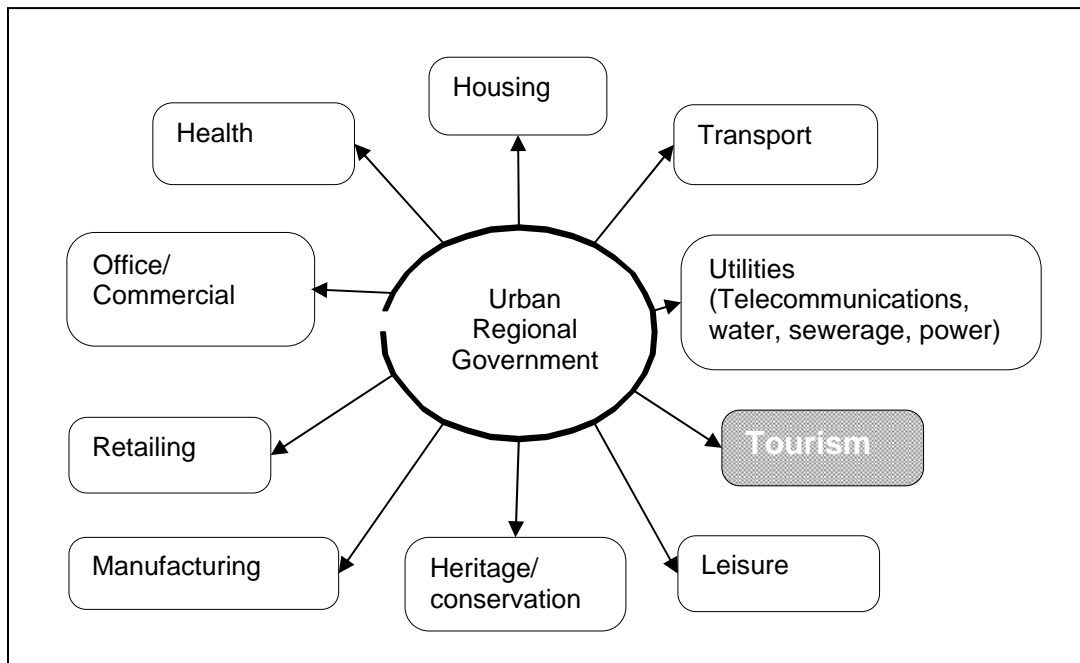 Housing
Health
Transport
Office/
Commercial
Utilities
(Telecommunications,
water, sewerage, power)
Urban
Regional
Government
Retailing
Tourism
Manufacturing
Heritage/
conservation
Leisure